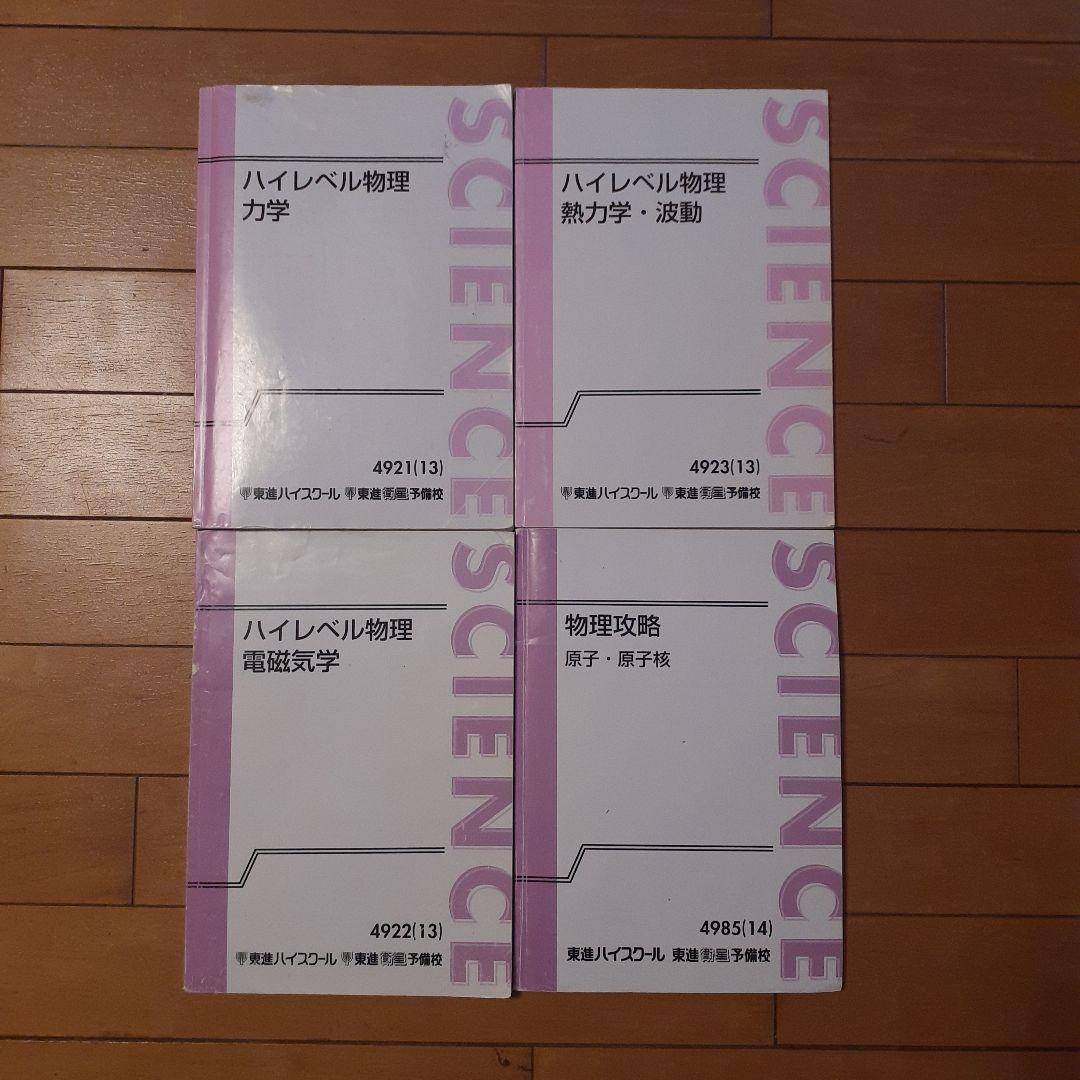 ハイレベル物理
力学
4921(13)
東進ハイスクール 東進衛星予備校
SCIENCE
ハイレベル物理
熱力学・波動
4923(13)
東進ハイスクール 東進衛星予備校
SCIENCE
ハイレベル物理
電磁気学
4922(13)
東進ハイスクール 東進衛星予備校
SCIENCE
物理攻略
原子・原子核
4985(14)
東進ハイスクール 東進衛星予備校
SCIENCE